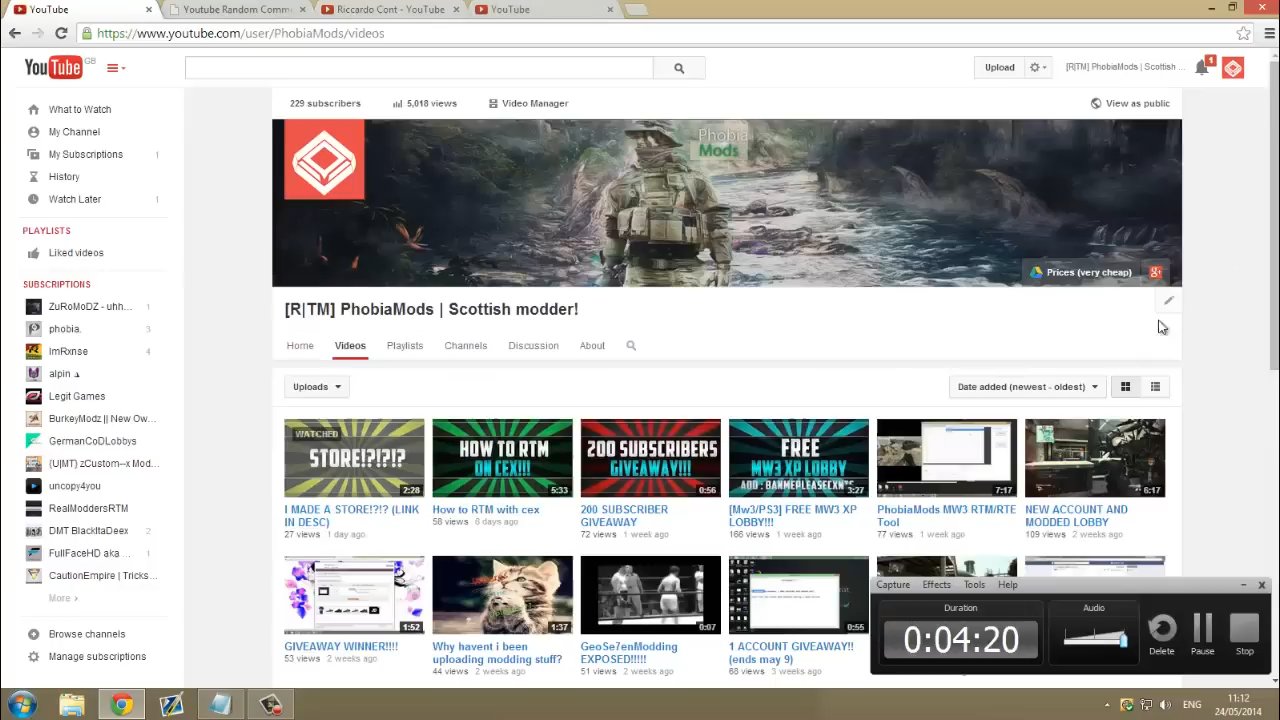 YouTube
Youtube Random Comm
Riccardo Cont - YouTube
YouTube
https://www.youtube.com/user/PhobiaMods/videos
YouTube GB
Upload
[R|TM] PhobiaMods | Scottish ...
1
What to Watch
My Channel
My Subscriptions 1
History
Watch Later 1
PLAYLISTS
Liked videos
SUBSCRIPTIONS
ZuRoMoDZ - uhh... 1
phobia. 3
ImRxnse 4
alpin
Legit Games
BurkeyModz || New Ow...
GermanCoDLobbys
{U|MT} zCustom--x Mod...
uncopy4you
RealModdersRTM
DMT BlackItaDeex 2
FullFaceHD aka ... 1
CautionEmpire | Tricks...
More ›
Browse channels
Manage subscriptions
229 subscribers
5,018 views
Video Manager
View as public
Phobia
Mods
Prices (very cheap)
[R|TM] PhobiaMods | Scottish modder!
Home
Videos
Playlists
Channels
Discussion
About
Uploads
Date added (newest - oldest)
WATCHED
STORE!?!?!?
2:28
I MADE A STORE!?!? (LINK
IN DESC)
27 views 1 day ago
HOW TO RTM
ON CEX!!!
5:33
How to RTM with cex
58 views 6 days ago
200 SUBSCRIBERS
GIVEAWAY!!!
0:56
200 SUBSCRIBER
GIVEAWAY
72 views 1 week ago
FREE
MW3 XP LOBBY
3:27
[Mw3/PS3] FREE MW3 XP
LOBBY!!!
166 views 1 week ago
7:17
PhobiaMods MW3 RTM/RTE
Tool
77 views 1 week ago
6:17
NEW ACCOUNT AND
MODDED LOBBY
109 views 2 weeks ago
1:52
GIVEAWAY WINNER!!!!
53 views 2 weeks ago
1:37
Why havent i been
uploading modding stuff?
44 views 2 weeks ago
0:07
GeoSe7enModding
EXPOSED!!!!!
51 views 2 weeks ago
0:55
1 ACCOUNT GIVEAWAY!!
(ends may 9)
68 views 3 weeks ago
Capture
Effects
Tools
Help
Duration
0:04:20
Audio
Delete
Pause
Stop
ENG
11:12
24/05/2014